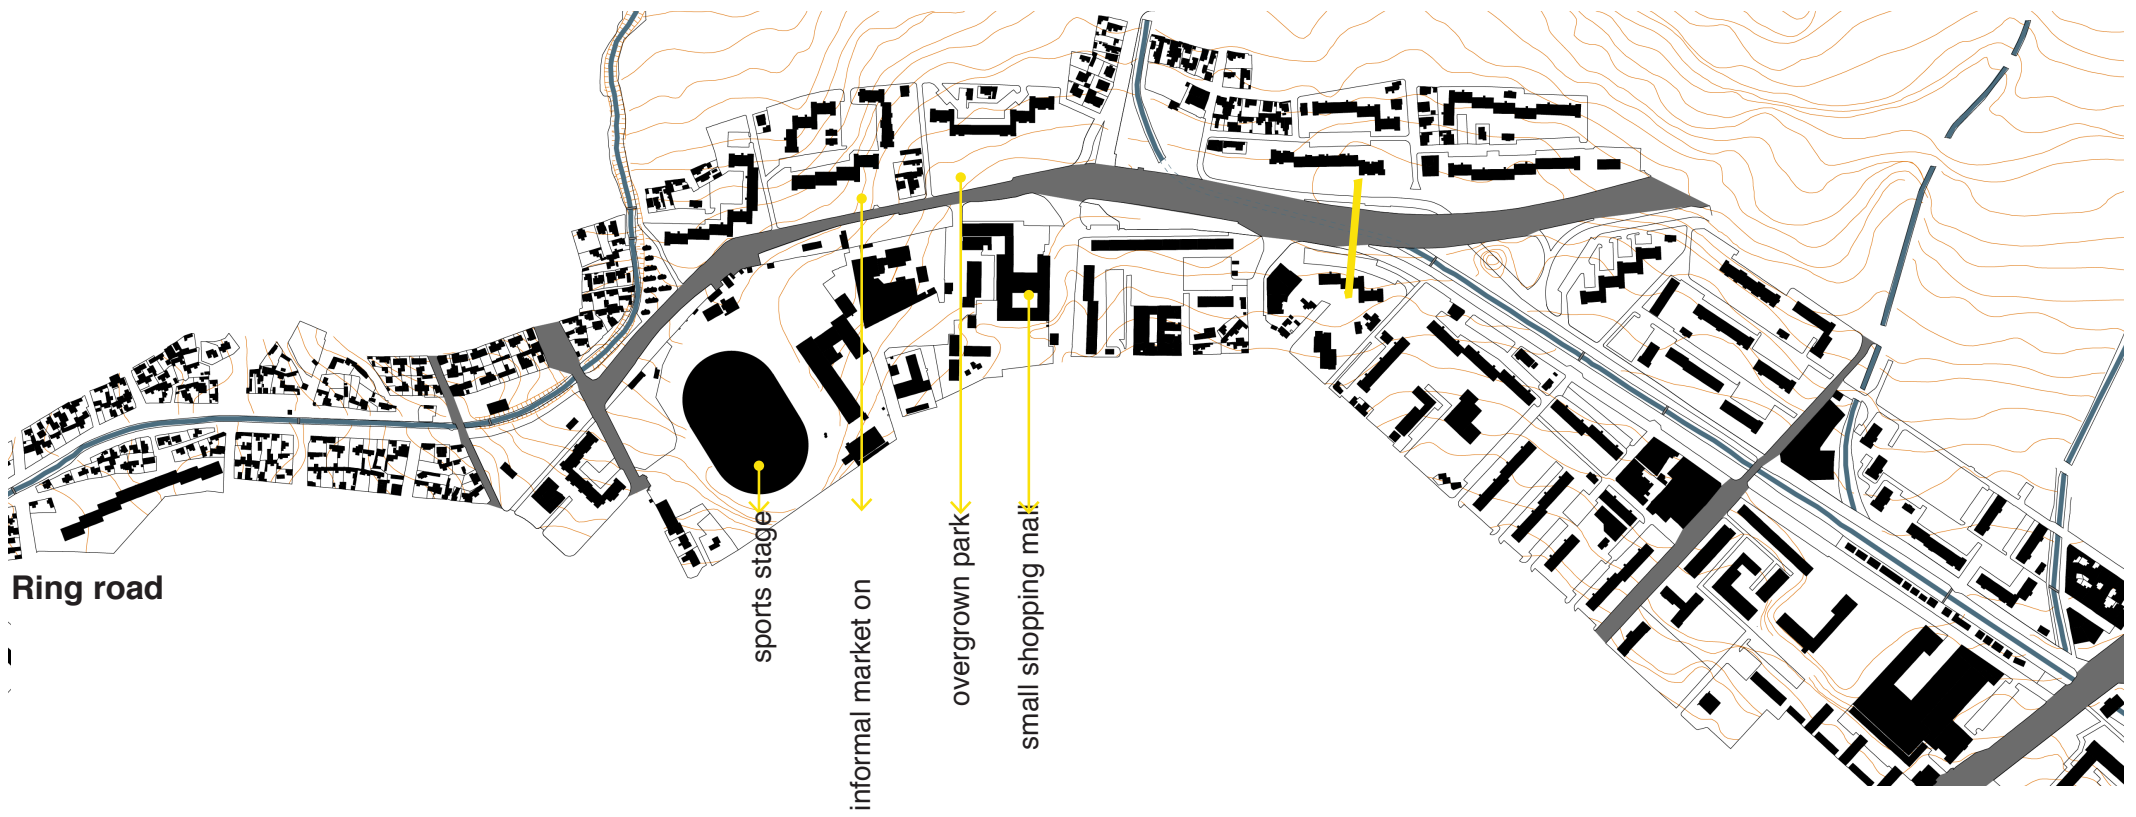 Ring road
sports stage
informal market on
overgrown park
small shopping mall